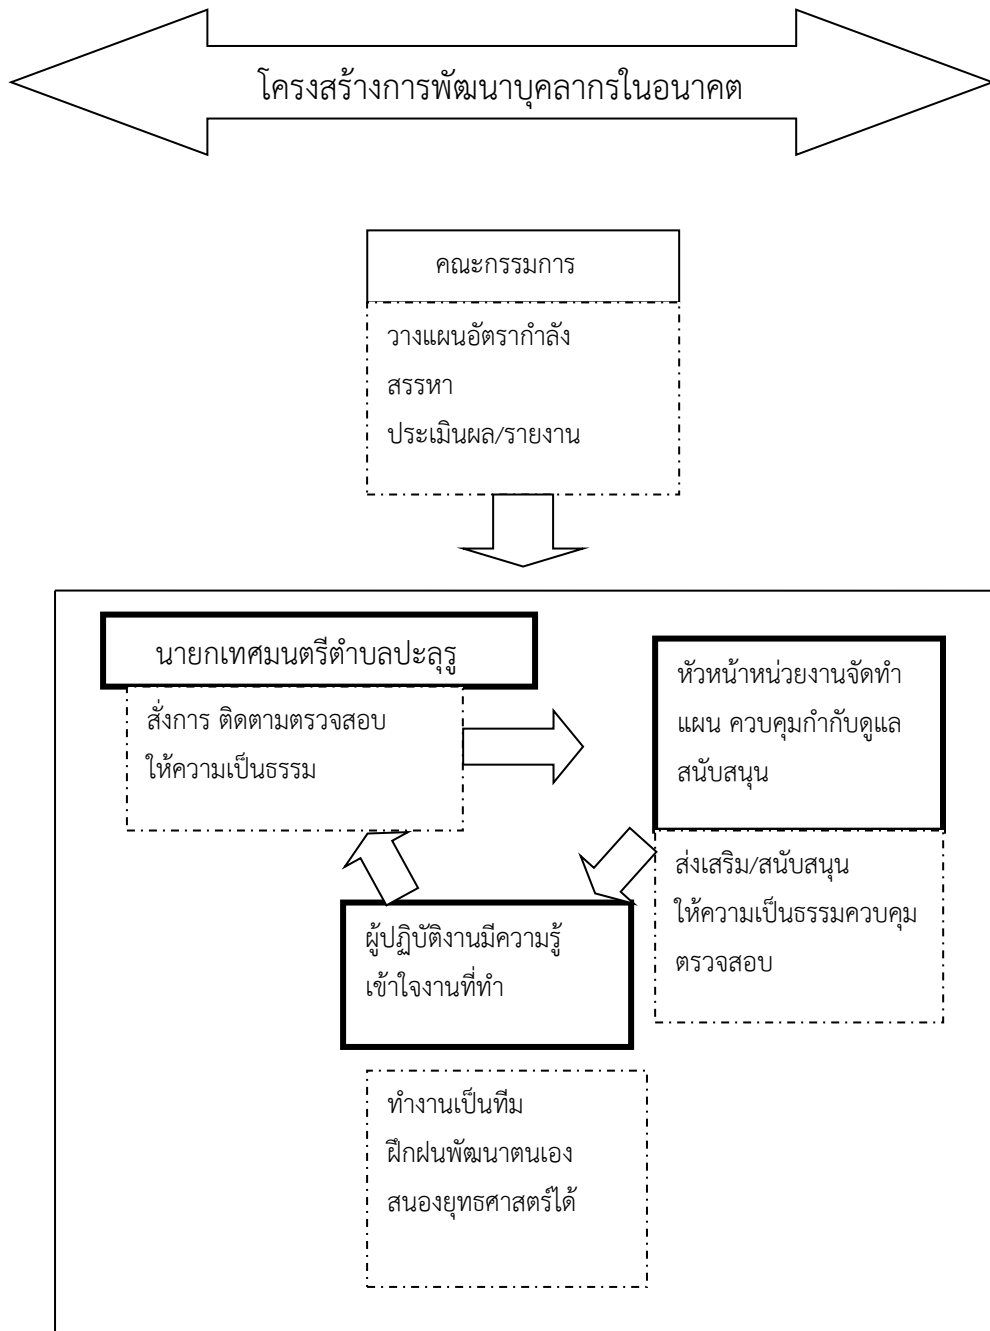 โครงสร้างการพัฒนาบุคลากรในอนาคต
คณะกรรมการ
วางแผนอัตรากำลัง
สรรหา
ประเมินผล/รายงาน
นายกเทศมนตรีตำบลปะลุรู
สั่งการ ติดตามตรวจสอบ
ให้ความเป็นธรรม
หัวหน้าหน่วยงานจัดทำ
แผน ควบคุมกำกับดูแล
สนับสนุน
ส่งเสริม/สนับสนุน
ให้ความเป็นธรรมควบคุม
ตรวจสอบ
ผู้ปฏิบัติงานมีความรู้
เข้าใจงานที่ทำ
ทำงานเป็นทีม
ฝึกฝนพัฒนาตนเอง
สนองยุทธศาสตร์ได้